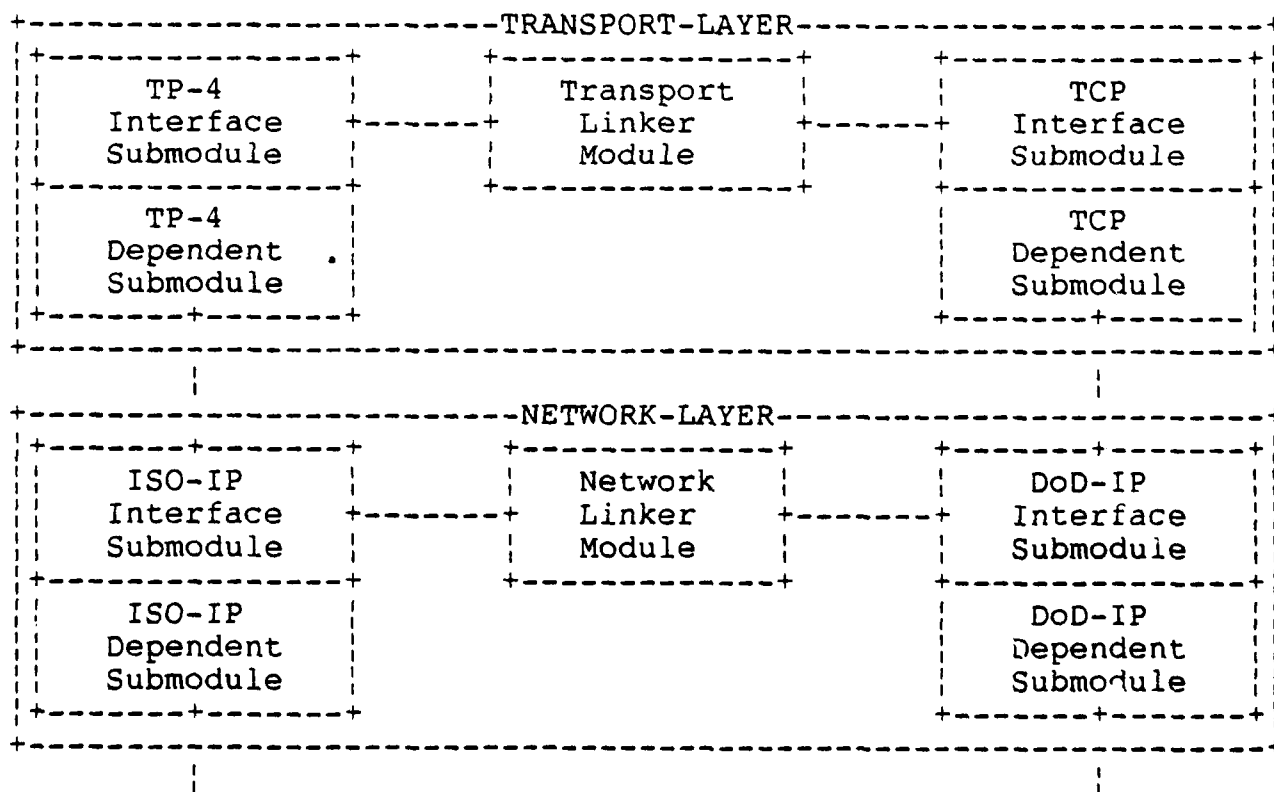 TRANSPORT-LAYER
TP-4 Transport TCP
Interface Linker Interface
Submodule Module Submodule
TP-4 TCP
Dependent Dependent
Submodule Submodule
NETWORK-LAYER
ISO-IP Network DoD-IP
Interface Linker Interface
Submodule Module Submodule
ISO-IP DoD-IP
Dependent Dependent
Submodule Submodule